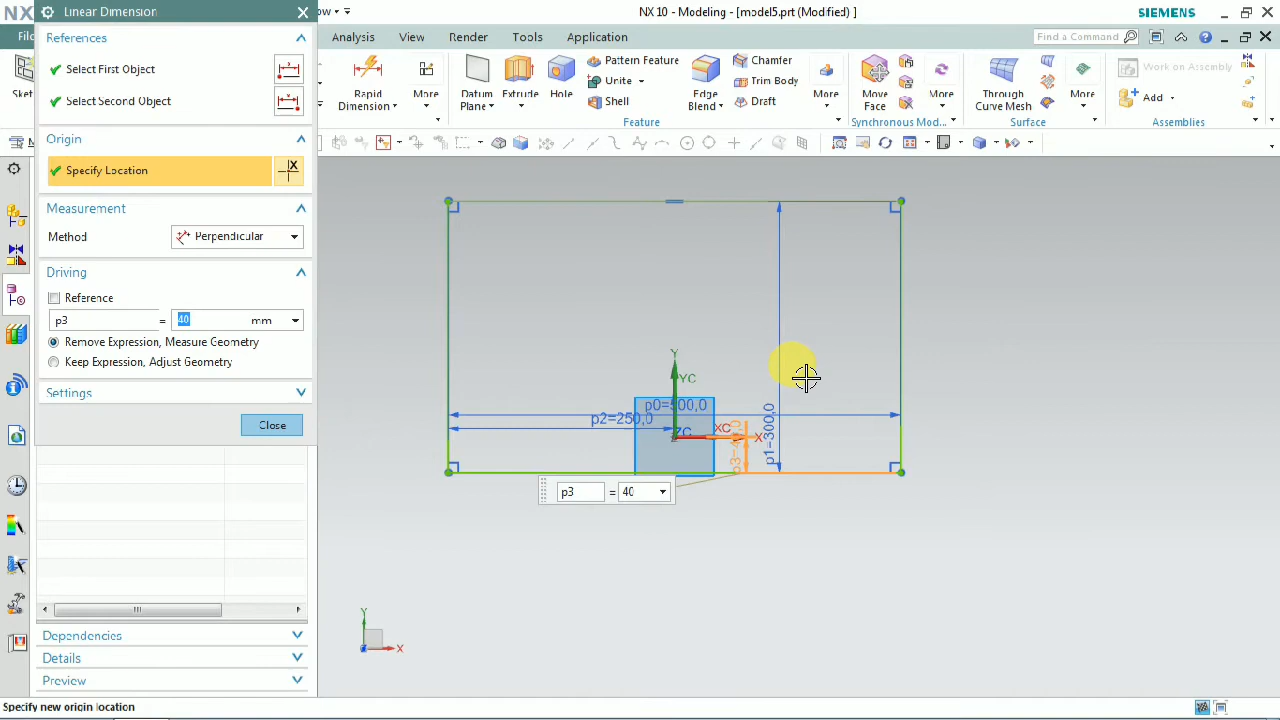 NX
Linear Dimension
ow
NX 10 - Modeling - [model5.prt (Modified) ]
SIEMENS
Fil
Analysis
View
Render
Tools
Application
Find a Command
References
Select First Object
Select Second Object
Origin
Specify Location
Measurement
Method
Perpendicular
Driving
Reference
p3
=
40
mm
Remove Expression, Measure Geometry
Keep Expression, Adjust Geometry
Settings
Close
Dependencies
Details
Preview
Sket
Rapid
Dimension
More
Datum
Plane
Extrude
Hole
Pattern Feature
Unite
Shell
Edge
Blend
Chamfer
Trim Body
Draft
More
Feature
Move
Face
More
Synchronous Mod...
Through
Curve Mesh
More
Surface
Work on Assembly
Add
Assemblies
M
Y
YC
p2=250,0
ZC
XC
X
p1=300,0
p3
=
40
Y
X
Specify new origin location